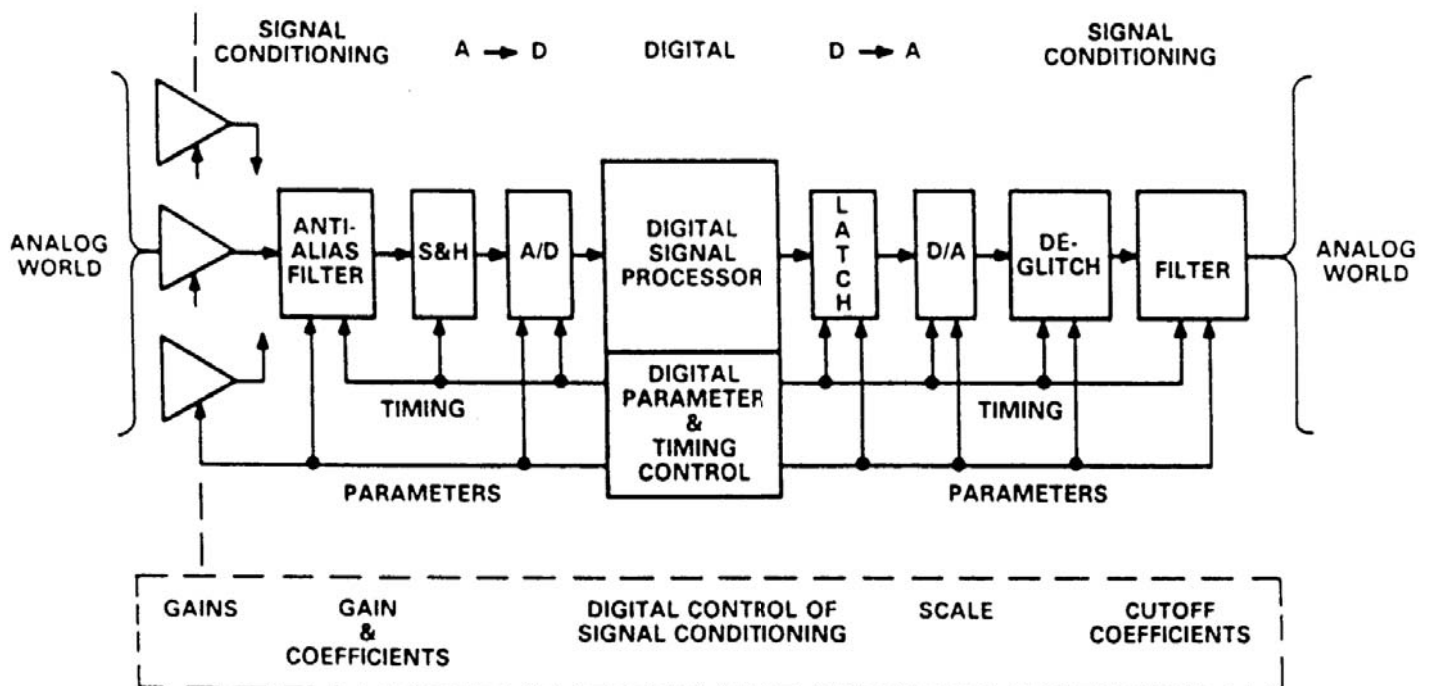 SIGNAL
CONDITIONING
A → D
DIGITAL
D → A
SIGNAL
CONDITIONING
ANALOG
WORLD
ANTI-
ALIAS
FILTER
S&H
A/D
DIGITAL
SIGNAL
PROCESSOR
L
A
T
C
H
D/A
DE-
GLITCH
FILTER
ANALOG
WORLD
TIMING
DIGITAL
PARAMETER
&
TIMING
CONTROL
TIMING
PARAMETERS
PARAMETERS
GAINS
GAIN
&
COEFFICIENTS
DIGITAL CONTROL OF
SIGNAL CONDITIONING
SCALE
CUTOFF
COEFFICIENTS